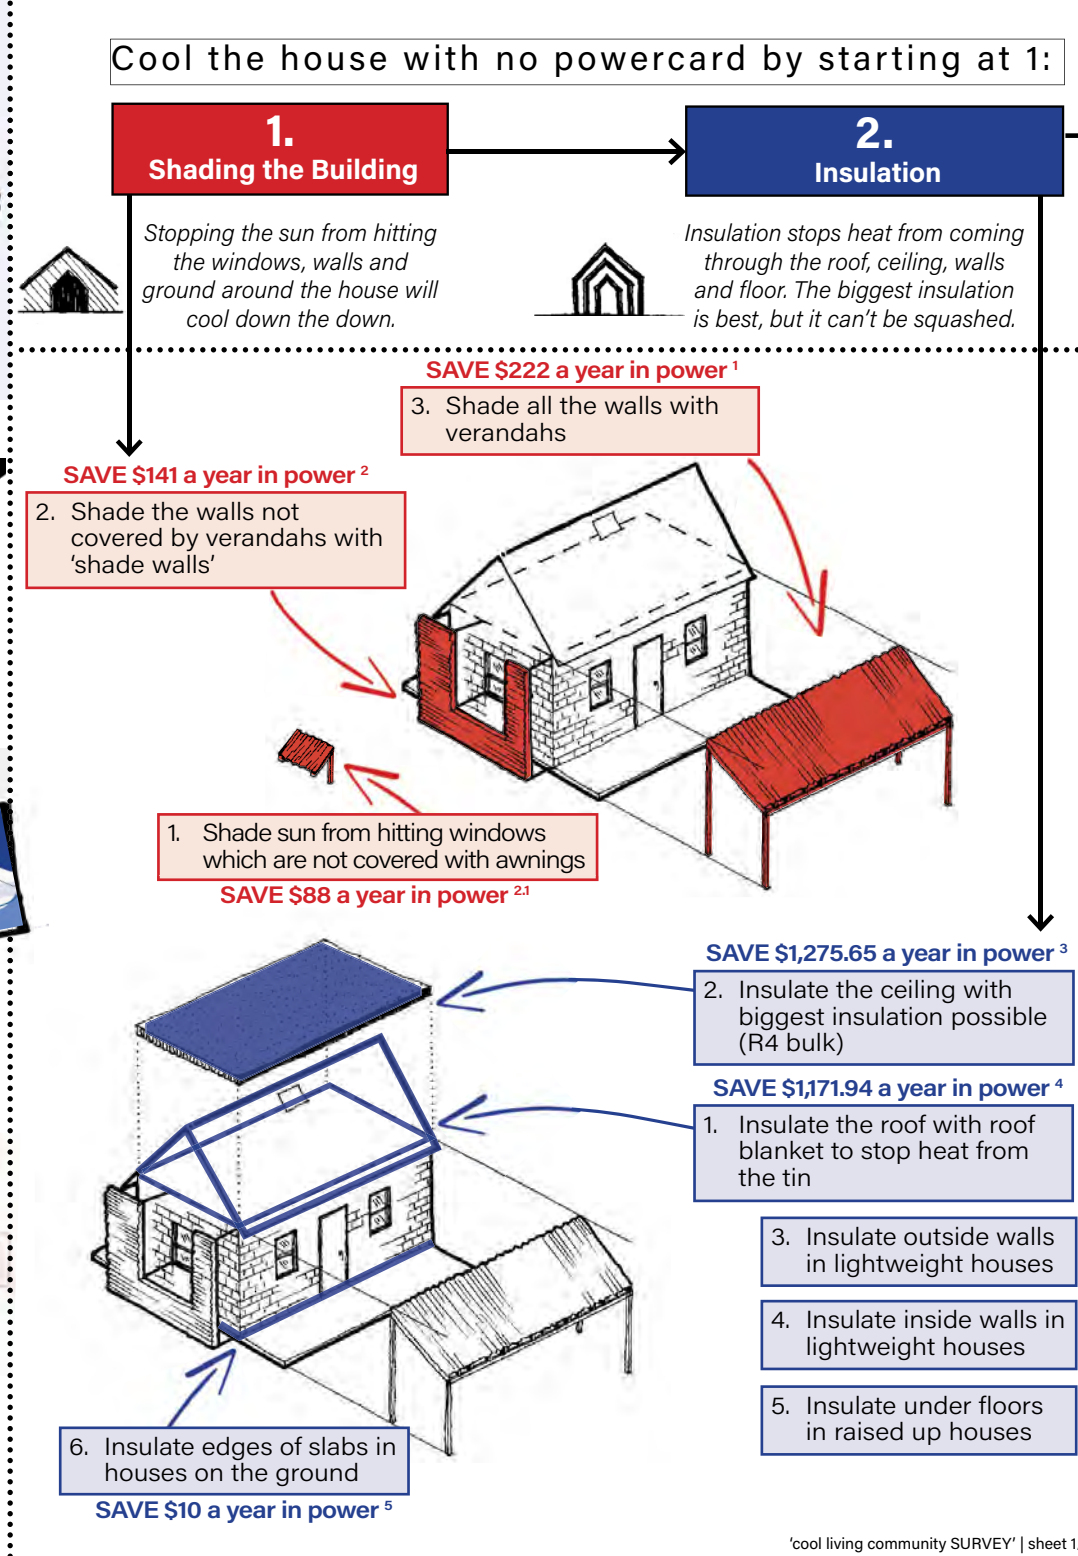 Cool the house with no powercard by starting at 1:
1.
Shading the Building
2.
Insulation
Stopping the sun from hitting
the windows, walls and
ground around the house will
cool down the down.
Insulation stops heat from coming
through the roof, ceiling, walls
and floor. The biggest insulation
is best, but it can't be squashed.
SAVE $222 a year in power 1
3. Shade all the walls with
verandahs
SAVE $141 a year in power 2
2. Shade the walls not
covered by verandahs with
'shade walls'
1. Shade sun from hitting windows
which are not covered with awnings
SAVE $88 a year in power 2.1
SAVE $1,275.65 a year in power 3
2. Insulate the ceiling with
biggest insulation possible
(R4 bulk)
SAVE $1,171.94 a year in power 4
1. Insulate the roof with roof
blanket to stop heat from
the tin
3. Insulate outside walls
in lightweight houses
4. Insulate inside walls in
lightweight houses
5. Insulate under floors
in raised up houses
6. Insulate edges of slabs in
houses on the ground
SAVE $10 a year in power 5
'cool living community SURVEY' | sheet 1,